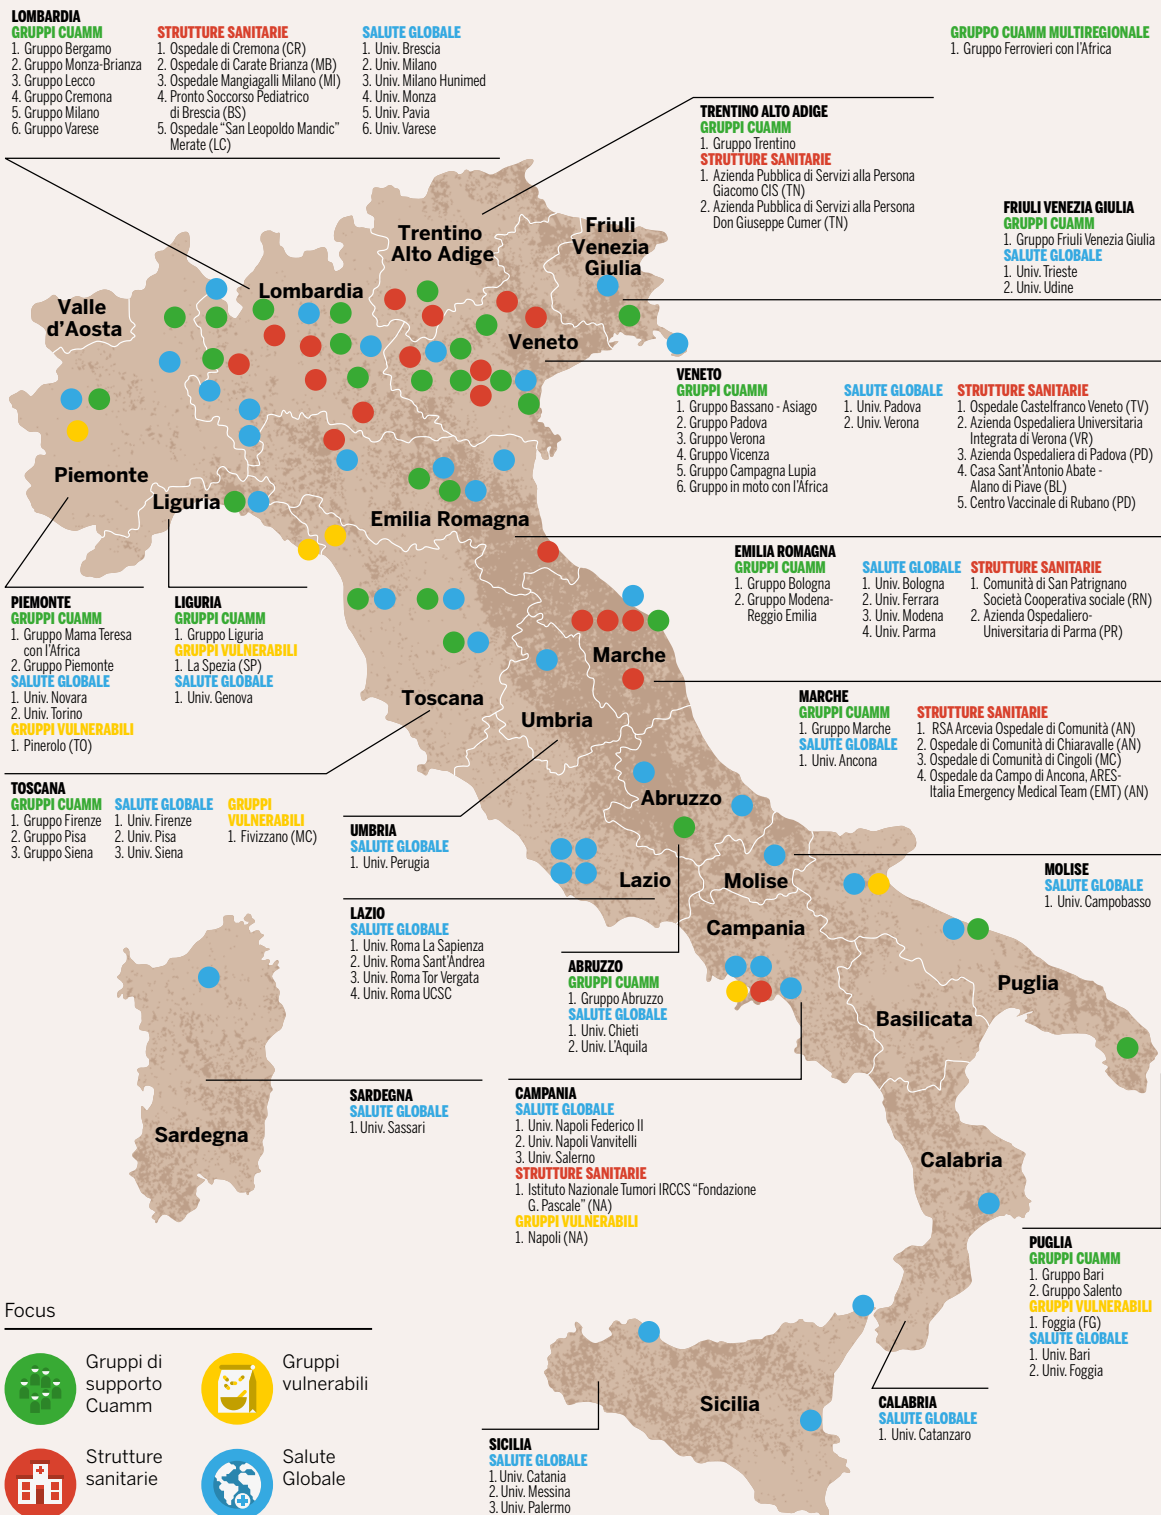 LOMBARDIA
GRUPPI CUAMM
1. Gruppo Bergamo
2. Gruppo Monza-Brianza
3. Gruppo Lecco
4. Gruppo Cremona
5. Gruppo Milano
6. Gruppo Varese
STRUTTURE SANITARIE
1. Ospedale di Cremona (CR)
2. Ospedale di Carate Brianza (MB)
3. Ospedale Mangiagalli Milano (MI)
4. Pronto Soccorso Pediatrico
di Brescia (BS)
5. Ospedale “San Leopoldo Mandic”
Merate (LC)
SALUTE GLOBALE
1. Univ. Brescia
2. Univ. Milano
3. Univ. Milano Hunimed
4. Univ. Monza
5. Univ. Pavia
6. Univ. Varese
GRUPPO CUAMM MULTIREGIONALE
1. Gruppo Ferrovieri con l’Africa
TRENTINO ALTO ADIGE
GRUPPI CUAMM
1. Gruppo Trentino
STRUTTURE SANITARIE
1. Azienda Pubblica di Servizi alla Persona
Giacomo CIS (TN)
2. Azienda Pubblica di Servizi alla Persona
Don Giuseppe Cumer (TN)
FRIULI VENEZIA GIULIA
GRUPPI CUAMM
1. Gruppo Friuli Venezia Giulia
SALUTE GLOBALE
1. Univ. Trieste
2. Univ. Udine
Trentino
Alto Adige
Friuli
Venezia
Giulia
Valle
d’Aosta
Lombardia
Veneto
Piemonte
Liguria
Emilia Romagna
VENETO
GRUPPI CUAMM
1. Gruppo Bassano - Asiago
2. Gruppo Padova
3. Gruppo Verona
4. Gruppo Vicenza
5. Gruppo Campagna Lupia
6. Gruppo in moto con l’Africa
SALUTE GLOBALE
1. Univ. Padova
2. Univ. Verona
STRUTTURE SANITARIE
1. Ospedale Castelfranco Veneto (TV)
2. Azienda Ospedaliera Universitaria
Integrata di Verona (VR)
3. Azienda Ospedaliera di Padova (PD)
4. Casa Sant’Antonio Abate -
Alano di Piave (BL)
5. Centro Vaccinale di Rubano (PD)
EMILIA ROMAGNA
GRUPPI CUAMM
1. Gruppo Bologna
2. Gruppo Modena-
Reggio Emilia
SALUTE GLOBALE
1. Univ. Bologna
2. Univ. Ferrara
3. Univ. Modena
4. Univ. Parma
STRUTTURE SANITARIE
1. Comunità di San Patrignano
Società Cooperativa sociale (RN)
2. Azienda Ospedaliero-
Universitaria di Parma (PR)
PIEMONTE
GRUPPI CUAMM
1. Gruppo Mama Teresa
con l’Africa
2. Gruppo Piemonte
SALUTE GLOBALE
1. Univ. Novara
2. Univ. Torino
GRUPPI VULNERABILI
1. Pinerolo (TO)
LIGURIA
GRUPPI CUAMM
1. Gruppo Liguria
GRUPPI VULNERABILI
1. La Spezia (SP)
SALUTE GLOBALE
1. Univ. Genova
Marche
Toscana
Umbria
MARCHE
GRUPPI CUAMM
1. Gruppo Marche
SALUTE GLOBALE
1. Univ. Ancona
STRUTTURE SANITARIE
1. RSA Arcevia Ospedale di Comunità (AN)
2. Ospedale di Comunità di Chiaravalle (AN)
3. Ospedale di Comunità di Cingoli (MC)
4. Ospedale da Campo di Ancona, ARES-
Italia Emergency Medical Team (EMT) (AN)
TOSCANA
GRUPPI CUAMM
1. Gruppo Firenze
2. Gruppo Pisa
3. Gruppo Siena
SALUTE GLOBALE
1. Univ. Firenze
2. Univ. Pisa
3. Univ. Siena
GRUPPI
VULNERABILI
1. Fivizzano (MC)
Abruzzo
UMBRIA
SALUTE GLOBALE
1. Univ. Perugia
Lazio
Molise
MOLISE
SALUTE GLOBALE
1. Univ. Campobasso
LAZIO
SALUTE GLOBALE
1. Univ. Roma La Sapienza
2. Univ. Roma Sant’Andrea
3. Univ. Roma Tor Vergata
4. Univ. Roma UCSC
Campania
Puglia
Basilicata
ABRUZZO
GRUPPI CUAMM
1. Gruppo Abruzzo
SALUTE GLOBALE
1. Univ. Chieti
2. Univ. L’Aquila
SARDEGNA
SALUTE GLOBALE
1. Univ. Sassari
Sardegna
CAMPANIA
SALUTE GLOBALE
1. Univ. Napoli Federico II
2. Univ. Napoli Vanvitelli
3. Univ. Salerno
STRUTTURE SANITARIE
1. Istituto Nazionale Tumori IRCCS “Fondazione
G. Pascale” (NA)
GRUPPI VULNERABILI
1. Napoli (NA)
Calabria
PUGLIA
GRUPPI CUAMM
1. Gruppo Bari
2. Gruppo Salento
GRUPPI VULNERABILI
1. Foggia (FG)
SALUTE GLOBALE
1. Univ. Bari
2. Univ. Foggia
CALABRIA
SALUTE GLOBALE
1. Univ. Catanzaro
Sicilia
SICILIA
SALUTE GLOBALE
1. Univ. Catania
2. Univ. Messina
3. Univ. Palermo
Focus
Gruppi di
supporto
Cuamm
Gruppi
vulnerabili
Strutture
sanitarie
Salute
Globale